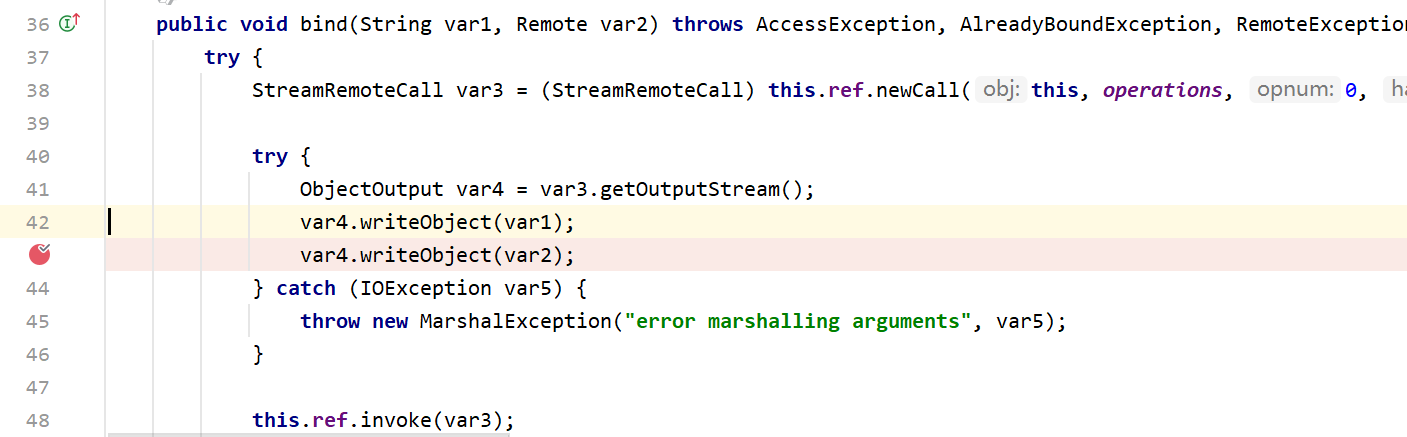 36 public void bind(String var1, Remote var2) throws AccessException, AlreadyBoundException, RemoteException
37 try {
38 StreamRemoteCall var3 = (StreamRemoteCall) this.ref.newCall( obj: this, operations, opnum: 0, ha
39
40 try {
41 ObjectOutput var4 = var3.getOutputStream();
42 var4.writeObject(var1);
var4.writeObject(var2);
44 } catch (IOException var5) {
45 throw new MarshalException("error marshalling arguments", var5);
46 }
47
48 this.ref.invoke(var3);